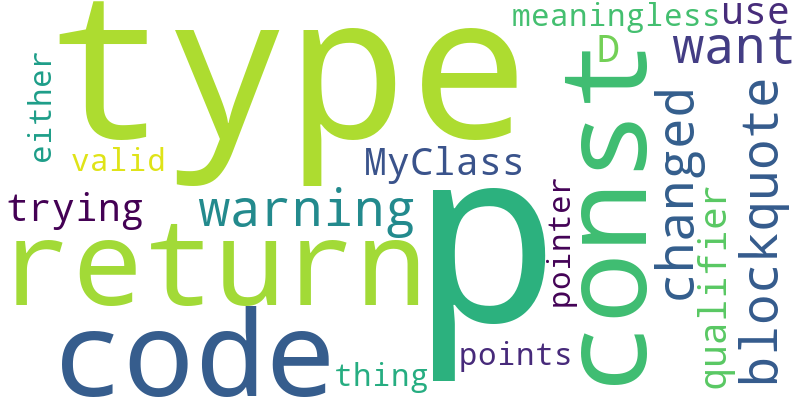 type
meaningless
use
D
want
either
valid
MyClass
const
changed
blockquote
trying
warning
p
pointer
qualifier
return
code
thing
points